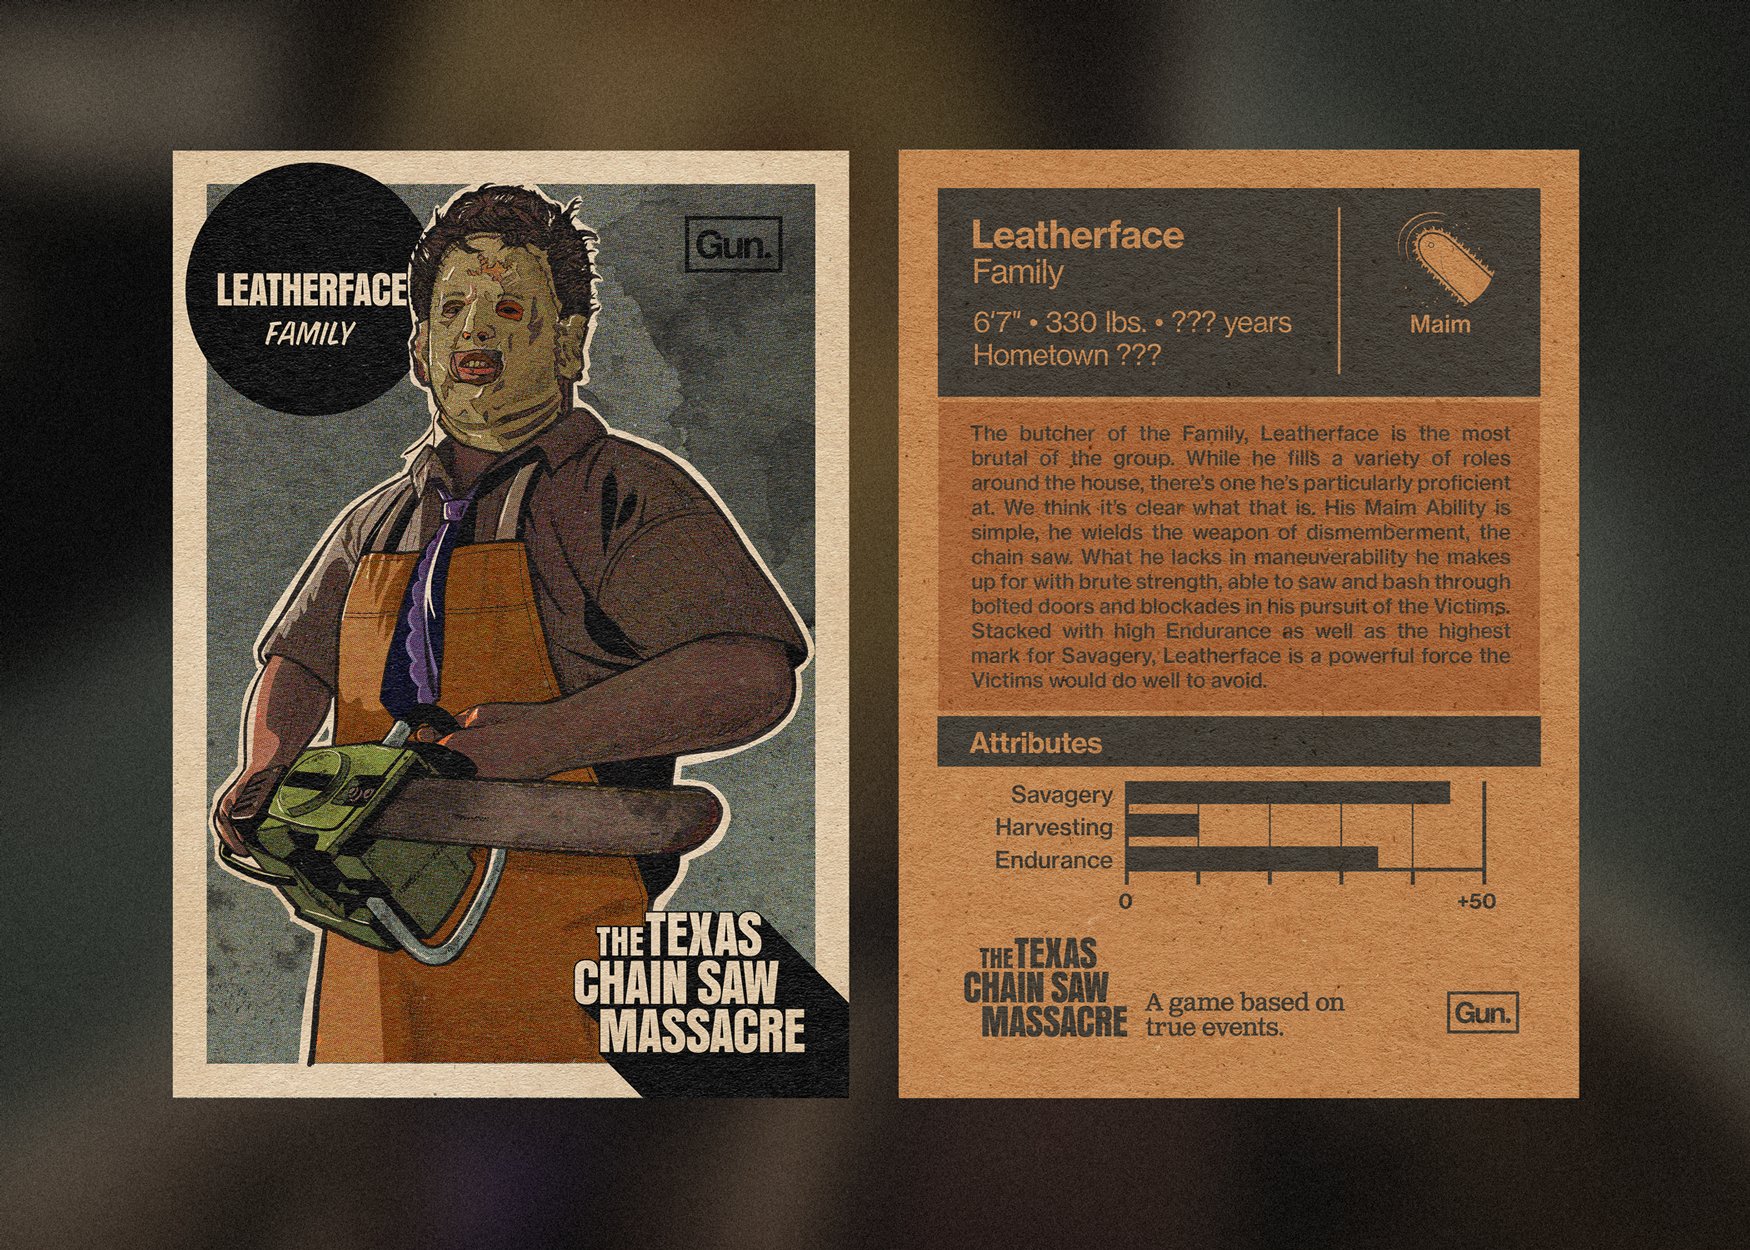 LEATHERFACE
FAMILY
Gun.
THE TEXAS
CHAIN SAW
MASSACRE
Leatherface
Family
6'7" • 330 lbs. • ??? years
Hometown ???
Maim
The butcher of the Family, Leatherface is the most
brutal of the group. While he fills a variety of roles
around the house, there's one he's particularly proficient
at. We think it's clear what that is. His Maim Ability is
simple, he wields the weapon of dismemberment, the
chain saw. What he lacks in maneuverability he makes
up for with brute strength, able to saw and bash through
bolted doors and blockades in his pursuit of the Victims.
Stacked with high Endurance as well as the highest
mark for Savagery, Leatherface is a powerful force the
Victims would do well to avoid.
Attributes
Savagery
Harvesting
Endurance
0
+50
THE TEXAS
CHAIN SAW
MASSACRE
A game based on
true events.
Gun.